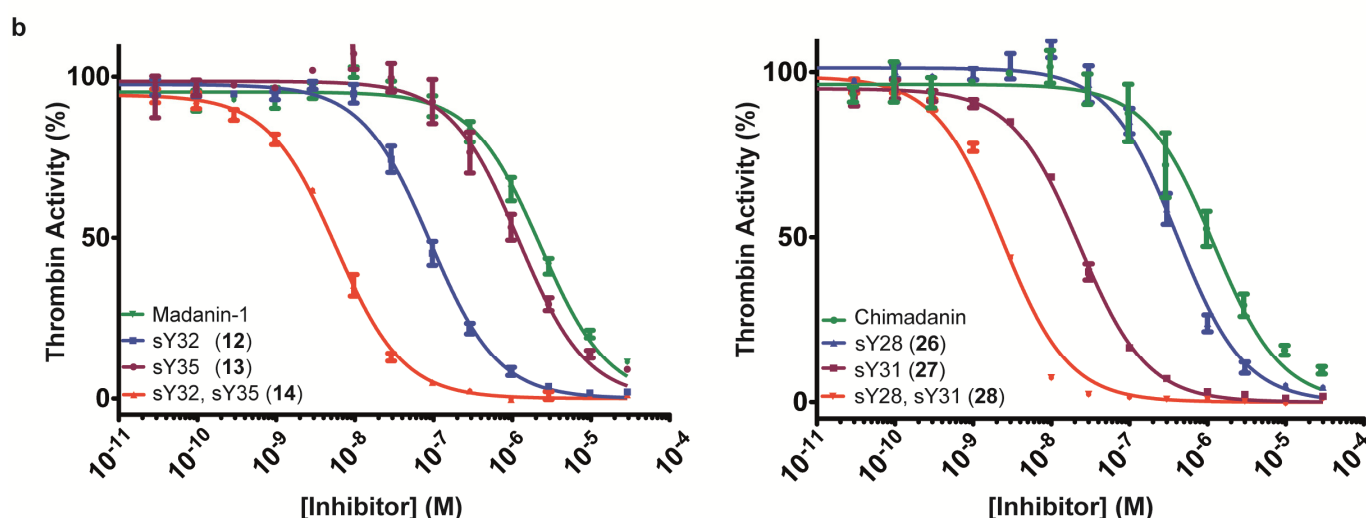 b
Thrombin Activity (%)
100
50
0
Madanin-1
sY32 (12)
sY35 (13)
sY32, sY35 (14)
10-11
10-10
10-9
10-8
10-7
10-6
10-5
10-4
[Inhibitor] (M)
Thrombin Activity (%)
100
50
0
Chimadanin
sY28 (26)
sY31 (27)
sY28, sY31 (28)
10-11
10-10
10-9
10-8
10-7
10-6
10-5
10-4
[Inhibitor] (M)